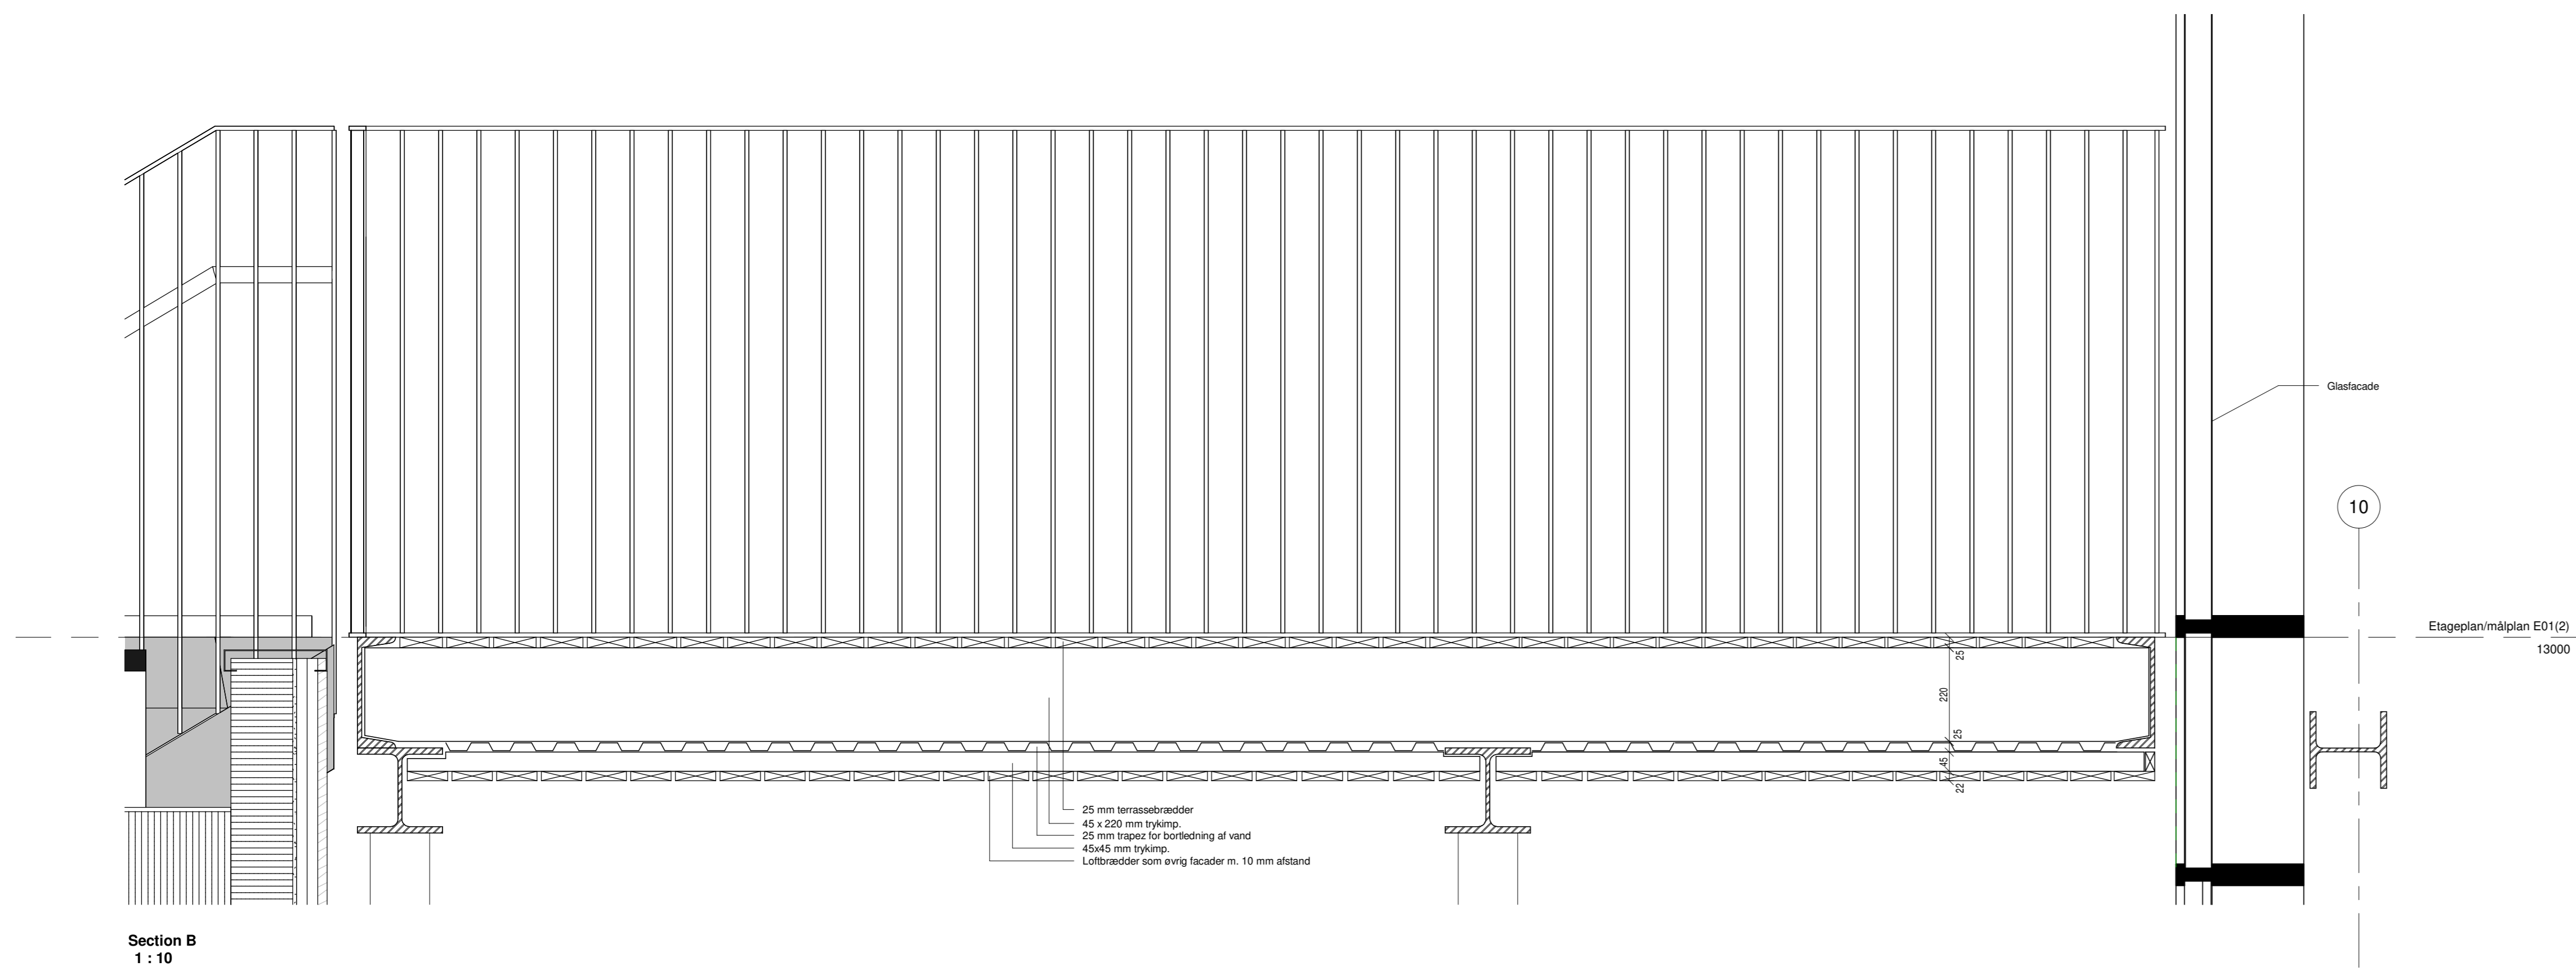 Glasfacade
10
Etageplan/målplan E01(2)
13000
25
220
25
45
22
25 mm terrassebrædder
45 x 220 mm trykimp.
25 mm trapez for bortledning af vand
45x45 mm trykimp.
Loftbrædder som øvrig facader m. 10 mm afstand
Section B
1 : 10